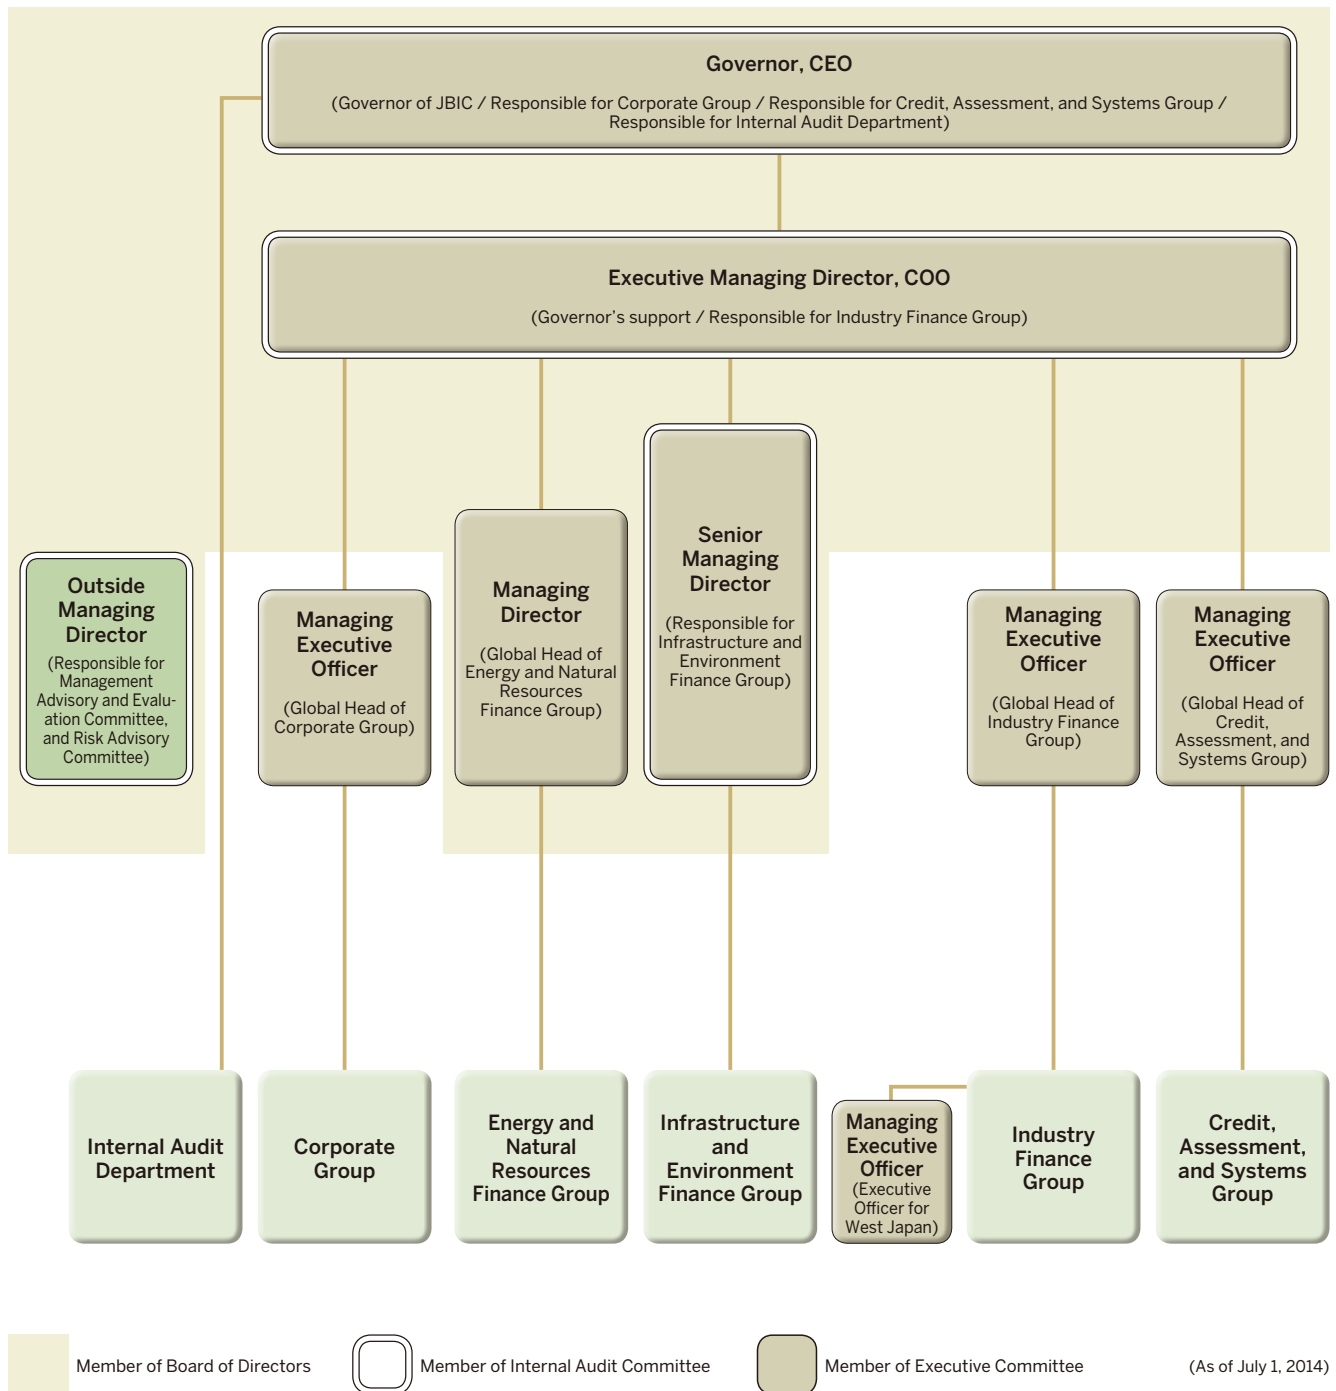 Governor, CEO
(Governor of JBIC / Responsible for Corporate Group / Responsible for Credit, Assessment, and Systems Group /
Responsible for Internal Audit Department)
Executive Managing Director, COO
(Governor's support / Responsible for Industry Finance Group)
Outside
Managing
Director
(Responsible for
Management
Advisory and Evalu-
ation Committee,
and Risk Advisory
Committee)
Managing
Executive
Officer
(Global Head of
Corporate Group)
Managing
Director
(Global Head of
Energy and Natural
Resources
Finance Group)
Senior
Managing
Director
(Responsible for
Infrastructure and
Environment
Finance Group)
Managing
Executive
Officer
(Global Head of
Industry Finance
Group)
Managing
Executive
Officer
(Global Head of
Credit,
Assessment, and
Systems Group)
Internal Audit
Department
Corporate
Group
Energy and
Natural
Resources
Finance Group
Infrastructure
and
Environment
Finance Group
Managing
Executive
Officer
(Executive
Officer for
West Japan)
Industry
Finance
Group
Credit,
Assessment,
and Systems
Group
Member of Board of Directors
Member of Internal Audit Committee
Member of Executive Committee
(As of July 1, 2014)